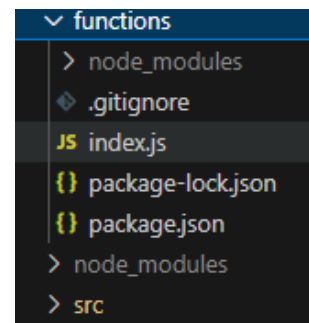 functions
node_modules
.gitignore
JS index.js
{} package-lock.json
{} package.json
node_modules
src